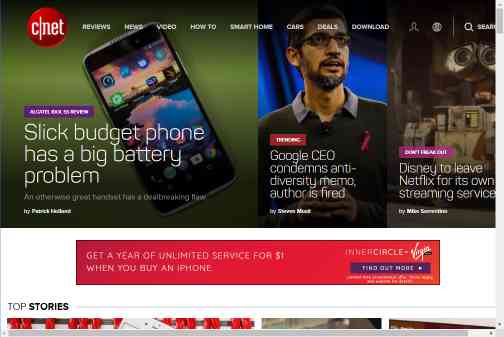 c|net
REVIEWS NEWS VIDEO HOW TO SMART HOME CARS DEALS DOWNLOAD SEAR
ALCATEL IDOL 5S REVIEW
Slick budget phone
has a big battery
problem
An otherwise great handset has a dealbreaking flaw.
by Patrick Holland
TRENDING
Google CEO
condemns anti-
diversity memo,
author is fired
by Steven Musil
DON'T FREAK OUT
Disney to leave
Netflix for its own
streaming service
by Mike Sorrentino
GET A YEAR OF UNLIMITED SERVICE FOR $1
WHEN YOU BUY AN iPHONE.
INNERCIRCLE Virgin
FIND OUT MORE
TOP STORIES